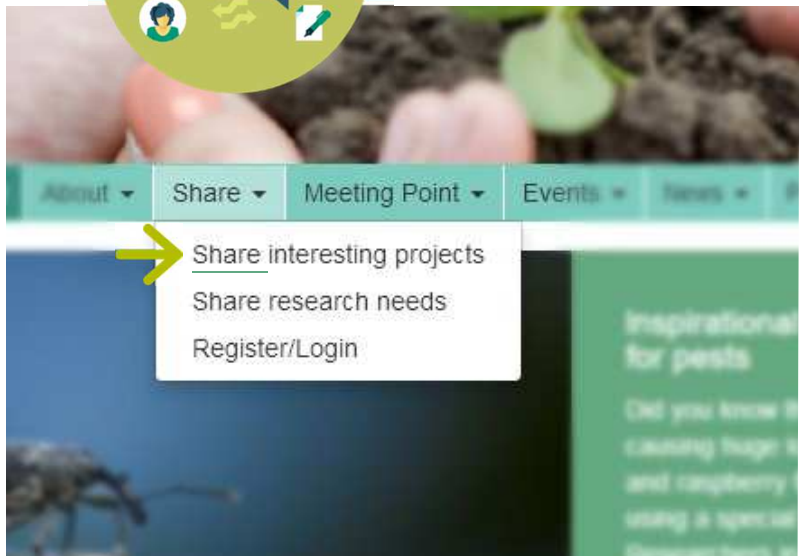 About
Share
Meeting Point
Events
News
Share interesting projects
Share research needs
Register/Login
Inspirational
for pests
Did you know
causing huge
and raspberry
using a special